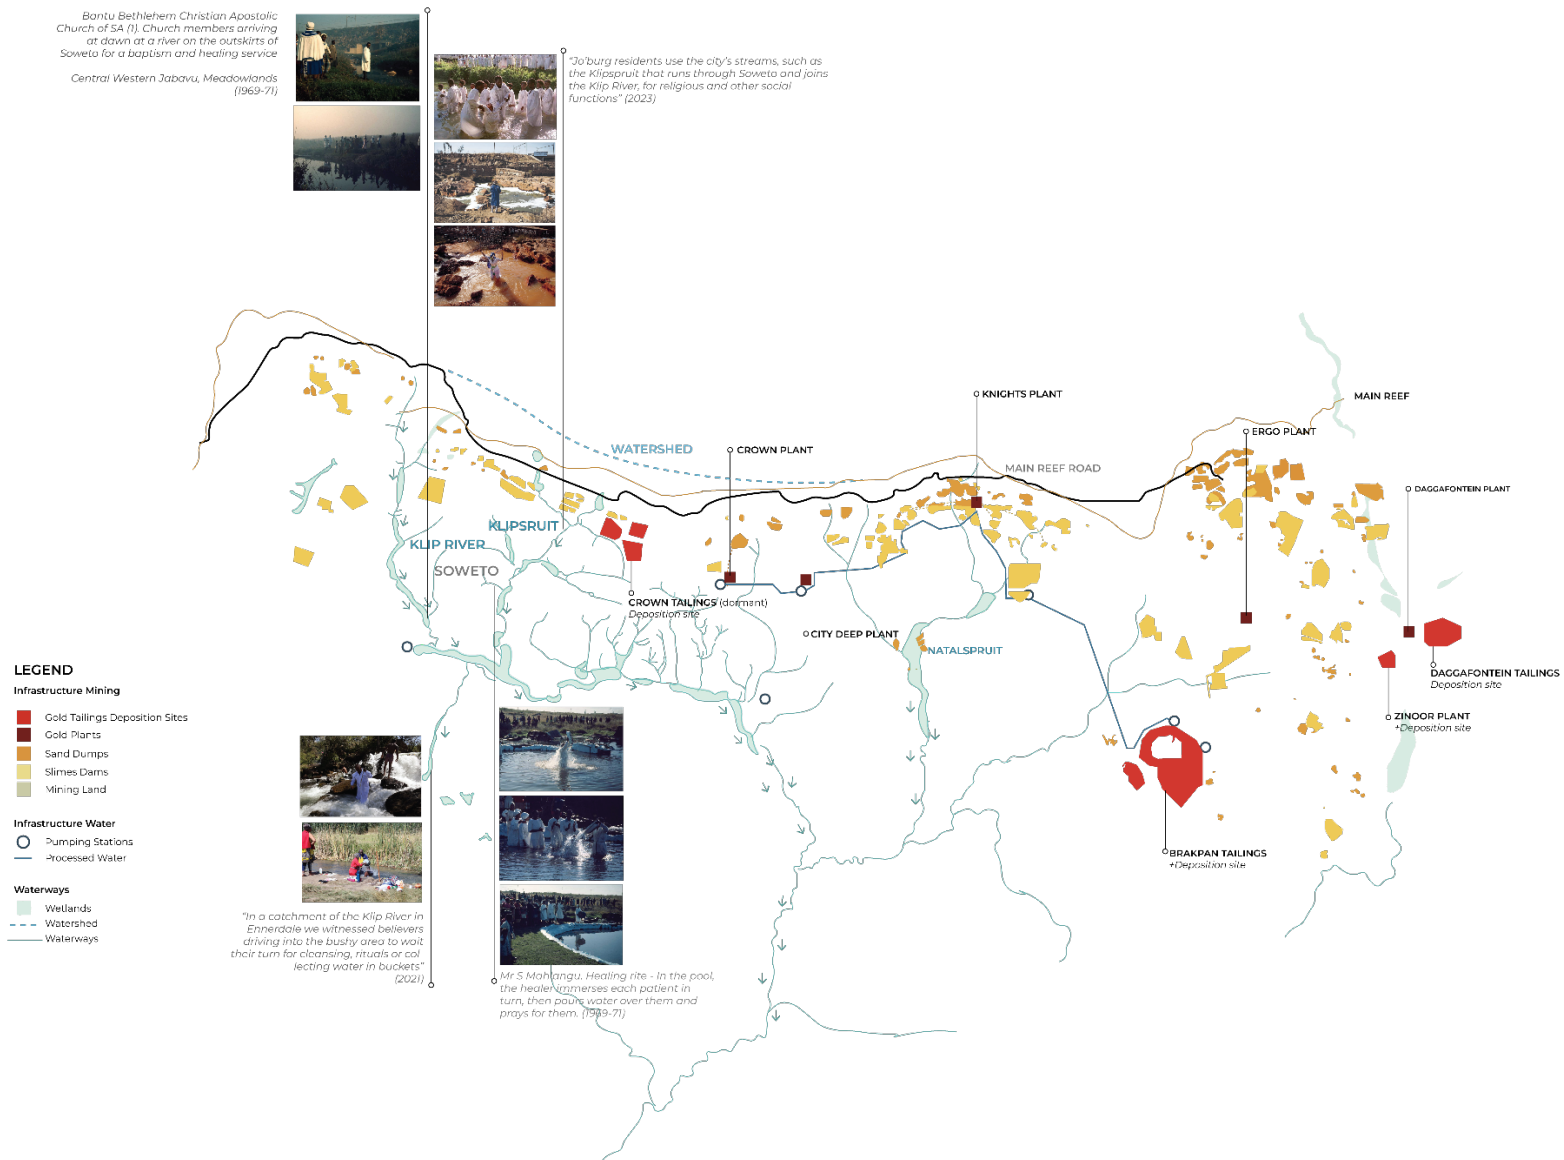 Bantu Bethlehem Christian Apostolic
Church of SA (1). Church members arriving
at dawn at a river on the outskirts of
Soweto for a baptism and healing service
Central Western Jabavu, Meadowlands
(1969-71)
"Jo'burg residents use the city's streams, such as
the Klipspruit that runs through Soweto and joins
the Klip River, for religious and other social
functions" (2023)
KNIGHTS PLANT
MAIN REEF
ERGO PLANT
WATERSHED
CROWN PLANT
MAIN REEF ROAD
DAGGAFONTEIN PLANT
KLIPSRUIT
KLIP RIVER
SOWETO
CROWN TAILINGS (dormant)
Deposition site
CITY DEEP PLANT
NATALSPRUIT
DAGGAFONTEIN TAILINGS
Deposition site
ZINOOR PLANT
+Deposition site
BRAKPAN TAILINGS
+Deposition site
LEGEND
Infrastructure Mining
Gold Tailings Deposition Sites
Gold Plants
Sand Dumps
Slimes Dams
Mining Land
Infrastructure Water
Pumping Stations
Processed Water
Waterways
Wetlands
Watershed
Waterways
"In a catchment of the Klip River in
Ennerdale we witnessed believers
driving into the bushy area to wait
their turn for cleansing, rituals or col
lecting water in buckets"
(2021)
Mr S Mahlangu. Healing rite - In the pool,
the healer immerses each patient in
turn, then pours water over them and
prays for them. (1969-71)